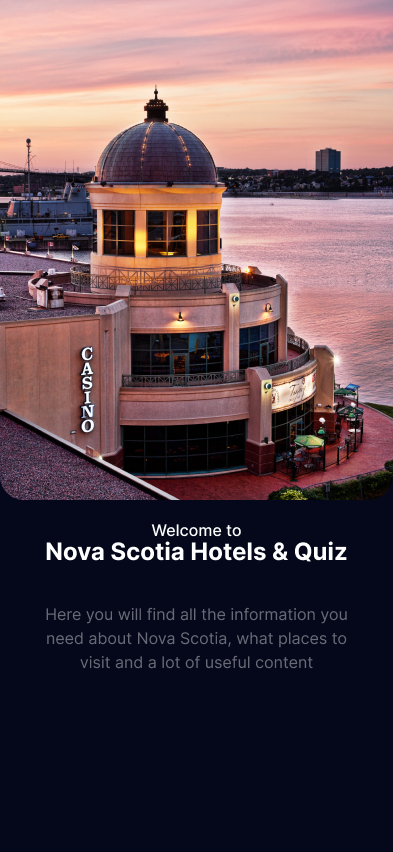 CASINO
Welcome to
Nova Scotia Hotels & Quiz
Here you will find all the information you
need about Nova Scotia, what places to
visit and a lot of useful content